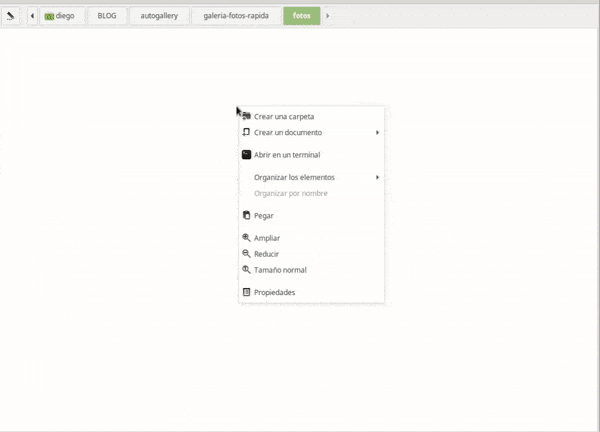 diego BLOG autogallery galeria-fotos-rapida fotos
Crear una carpeta
Crear un documento
Abrir en un terminal
Organizar los elementos
Organizar por nombre
Pegar
Ampliar
Reducir
Tamaño normal
Propiedades